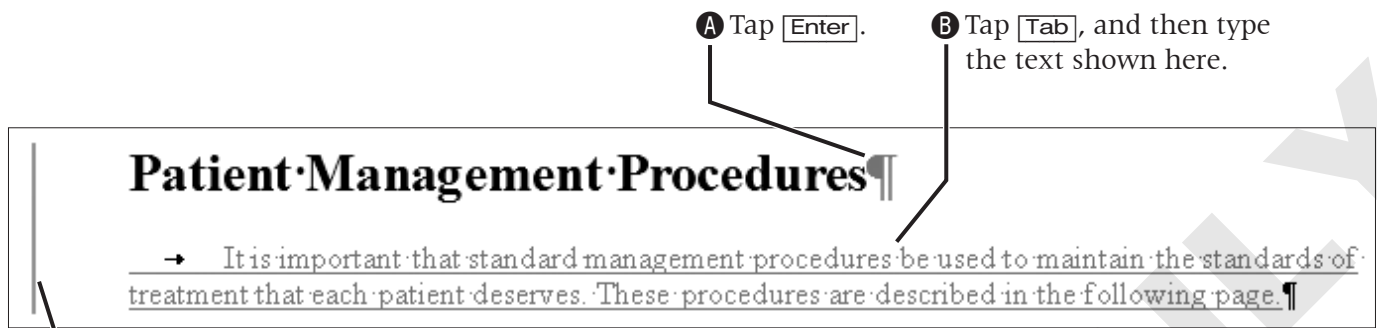 A Tap Enter. B Tap Tab, and then type
the text shown here.
Patient·Management·Procedures¶
→ It·is·important·that·standard·management·procedures·be·used·to·maintain·the·standards·of·
treatment·that·each·patient·deserves.·These·procedures·are·described·in·the·following·page.¶